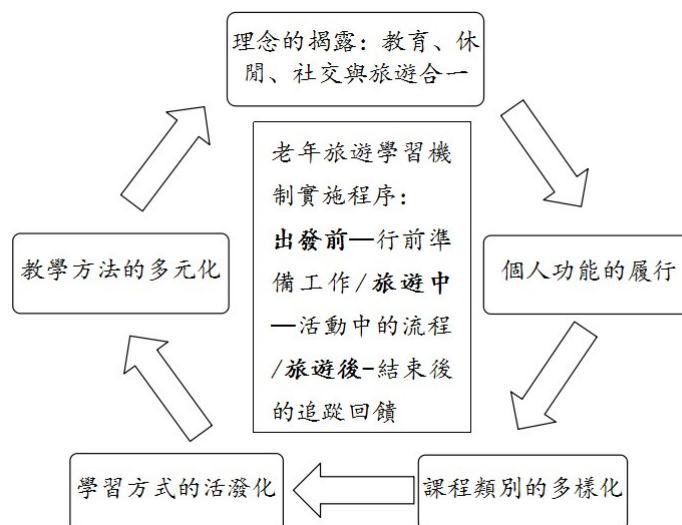 理念的揭露：教育、休
閒、社交與旅遊合一
老年旅遊學習機
制實施程序：
出發前—行前準
備工作/旅遊中
—活動中的流程
/旅遊後-結束後
的追蹤回饋
教學方法的多元化
個人功能的履行
學習方式的活潑化
課程類別的多樣化